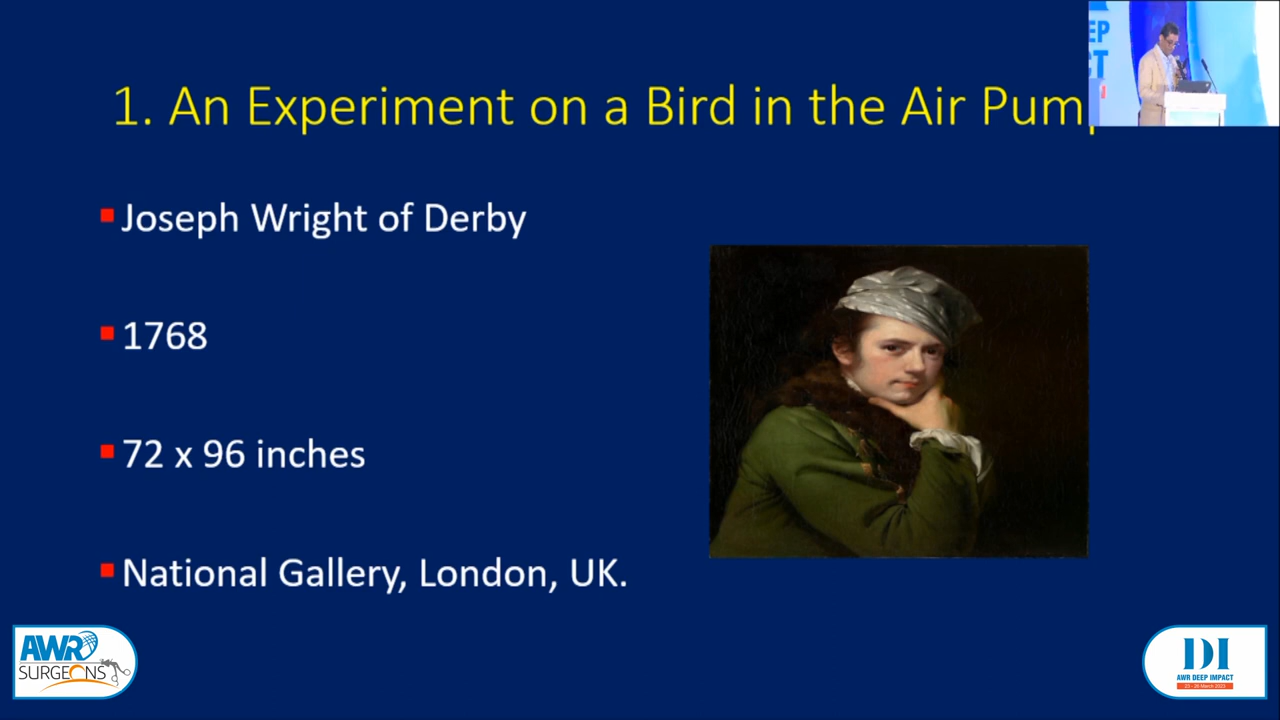 1. An Experiment on a Bird in the Air Pump
Joseph Wright of Derby
1768
72 x 96 inches
National Gallery, London, UK.
AWR
SURGEONS
DI
AWR DEEP IMPACT